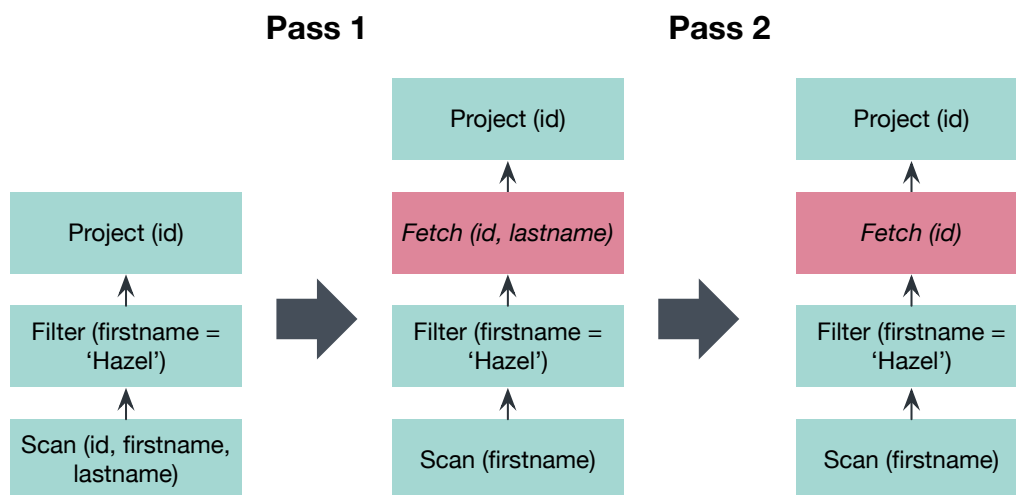 Pass 1
Pass 2
Project (id)
Filter (firstname =
‘Hazel’)
Scan (id, firstname,
lastname)
Project (id)
Fetch (id, lastname)
Filter (firstname =
‘Hazel’)
Scan (firstname)
Project (id)
Fetch (id)
Filter (firstname =
‘Hazel’)
Scan (firstname)